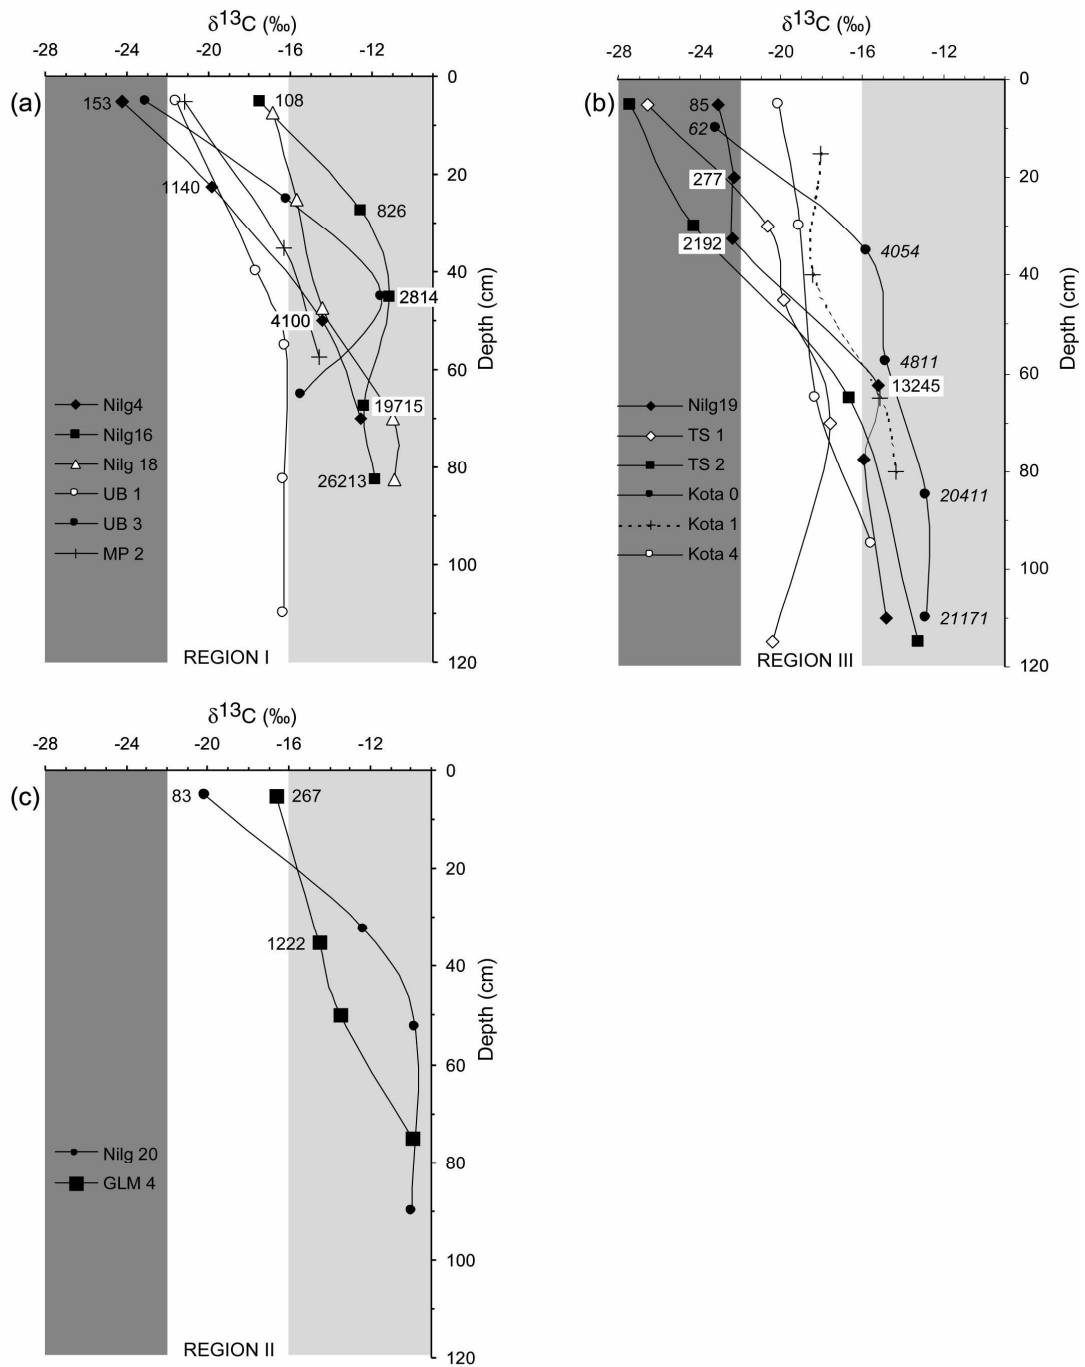 δ13C (‰)
-28 -24 -20 -16 -12
(a)
0
20
40
60
80
100
120
Depth (cm)
153
108
1140
826
2814
4100
19715
26213
Nilg4
Nilg16
Nilg 18
UB 1
UB 3
MP 2
REGION I
δ13C (‰)
-28 -24 -20 -16 -12
(b)
0
20
40
60
80
100
120
Depth (cm)
85
62
277
2192
4054
4811
13245
20411
21171
Nilg19
TS 1
TS 2
Kota 0
Kota 1
Kota 4
REGION III
δ13C (‰)
-28 -24 -20 -16 -12
(c)
0
20
40
60
80
100
120
Depth (cm)
83
267
1222
Nilg 20
GLM 4
REGION II